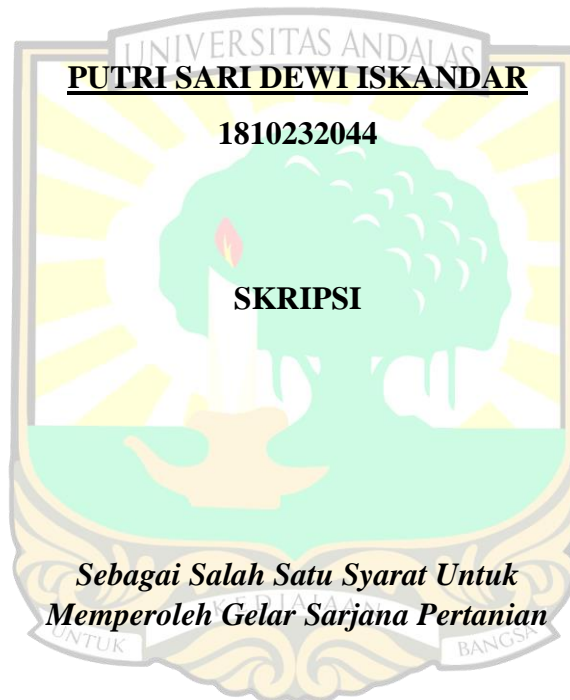 UNIVERSITAS ANDALAS
PUTRI SARI DEWI ISKANDAR
1810232044
SKRIPSI
Sebagai Salah Satu Syarat Untuk
Memperoleh Gelar Sarjana Pertanian
UNTUK KEDJAJAAN BANGSA